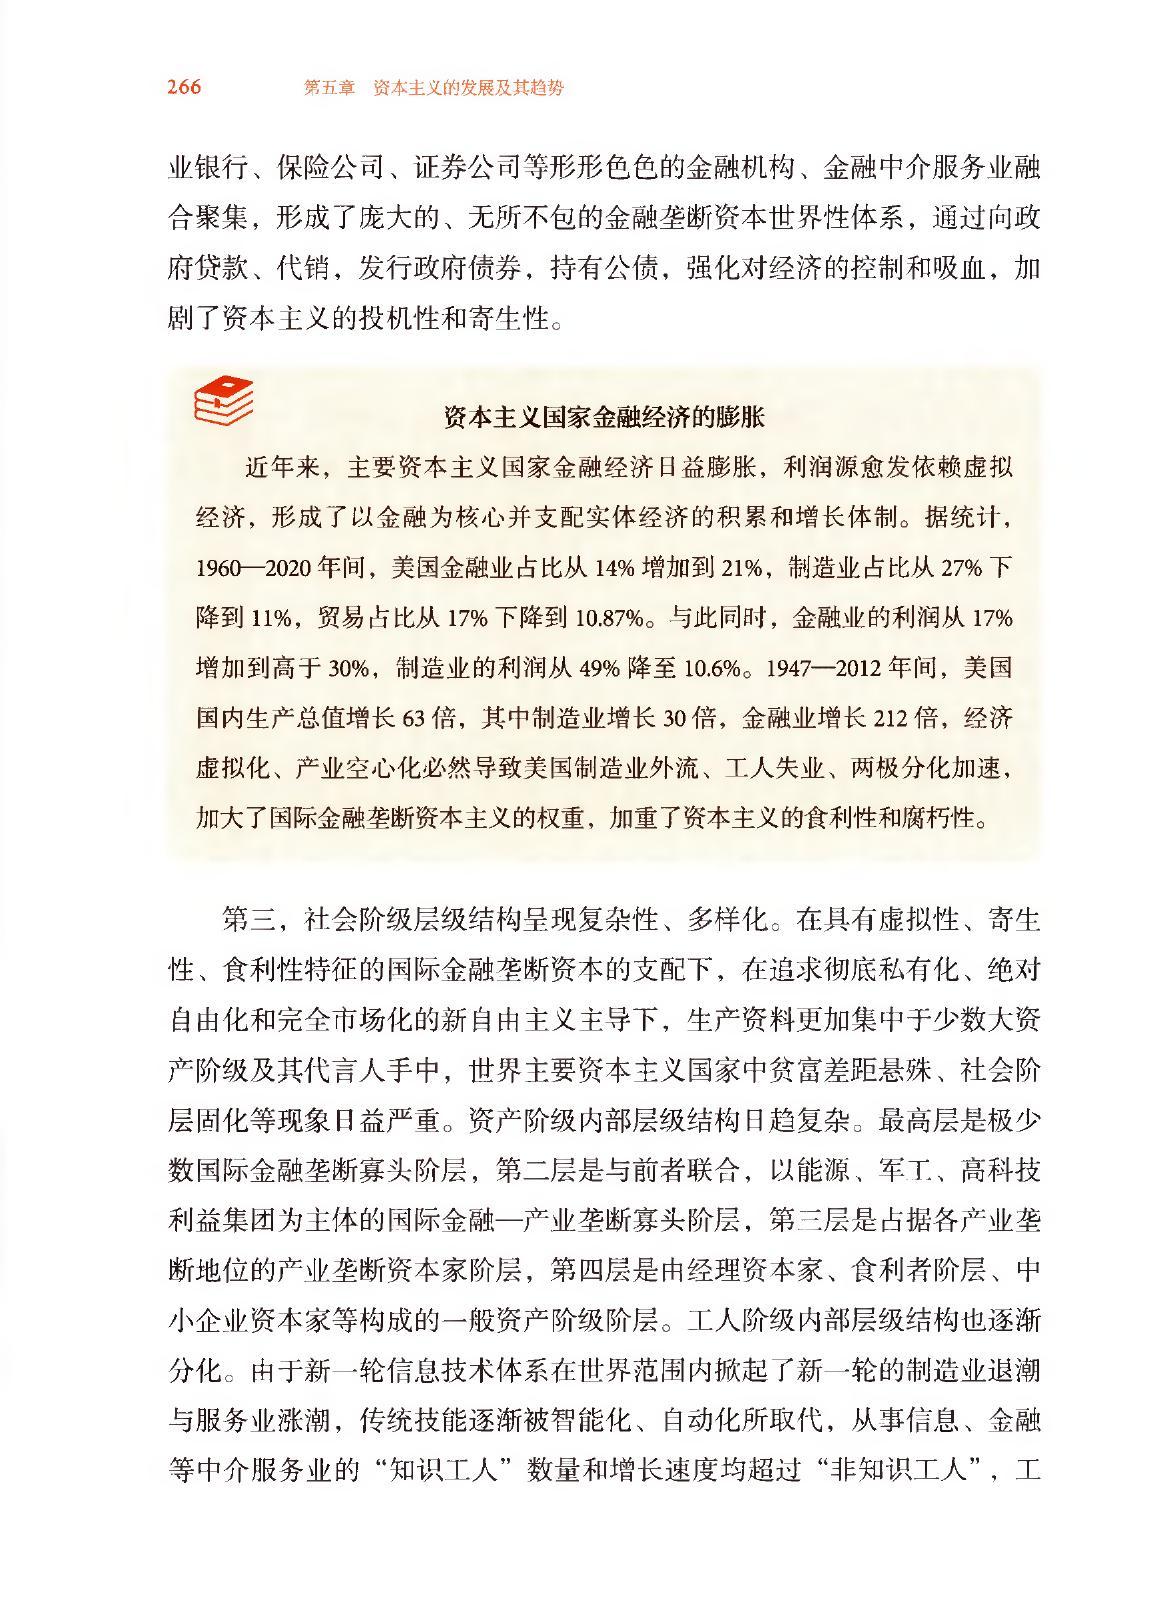 266 第五章 资本主义的发展及其趋势
业银行、保险公司、证券公司等形形色色的金融机构、金融中介服务业融
合聚集，形成了庞大的、无所不包的金融垄断资本世界性体系，通过向政
府贷款、代销，发行政府债券，持有公债，强化对经济的控制和吸血，加
剧了资本主义的投机性和寄生性。
资本主义国家金融经济的膨胀
近年来，主要资本主义国家金融经济日益膨胀，利润源愈发依赖虚拟
经济，形成了以金融为核心并支配实体经济的积累和增长体制。据统计，
1960—2020 年间，美国金融业占比从 14% 增加到 21%，制造业占比从 27% 下
降到 11%，贸易占比从 17% 下降到 10.87%。与此同时，金融业的利润从 17%
增加到高于 30%，制造业的利润从 49% 降至 10.6%。1947—2012 年间，美国
国内生产总值增长 63 倍，其中制造业增长 30 倍，金融业增长 212 倍，经济
虚拟化、产业空心化必然导致美国制造业外流、工人失业、两极分化加速，
加大了国际金融垄断资本主义的权重，加重了资本主义的食利性和腐朽性。
第三，社会阶级层级结构呈现复杂性、多样化。在具有虚拟性、寄生
性、食利性特征的国际金融垄断资本的支配下，在追求彻底私有化、绝对
自由化和完全市场化的新自由主义主导下，生产资料更加集中于少数大资
产阶级及其代言人手中，世界主要资本主义国家中贫富差距悬殊、社会阶
层固化等现象日益严重。资产阶级内部层级结构日趋复杂。最高层是极少
数国际金融垄断寡头阶层，第二层是与前者联合，以能源、军工、高科技
利益集团为主体的国际金融—产业垄断寡头阶层，第三层是占据各产业垄
断地位的产业垄断资本家阶层，第四层是由经理资本家、食利者阶层、中
小企业资本家等构成的一般资产阶级阶层。工人阶级内部层级结构也逐渐
分化。由于新一轮信息技术体系在世界范围内掀起了新一轮的制造业退潮
与服务业涨潮，传统技能逐渐被智能化、自动化所取代，从事信息、金融
等中介服务业的“知识工人”数量和增长速度均超过“非知识工人”，工